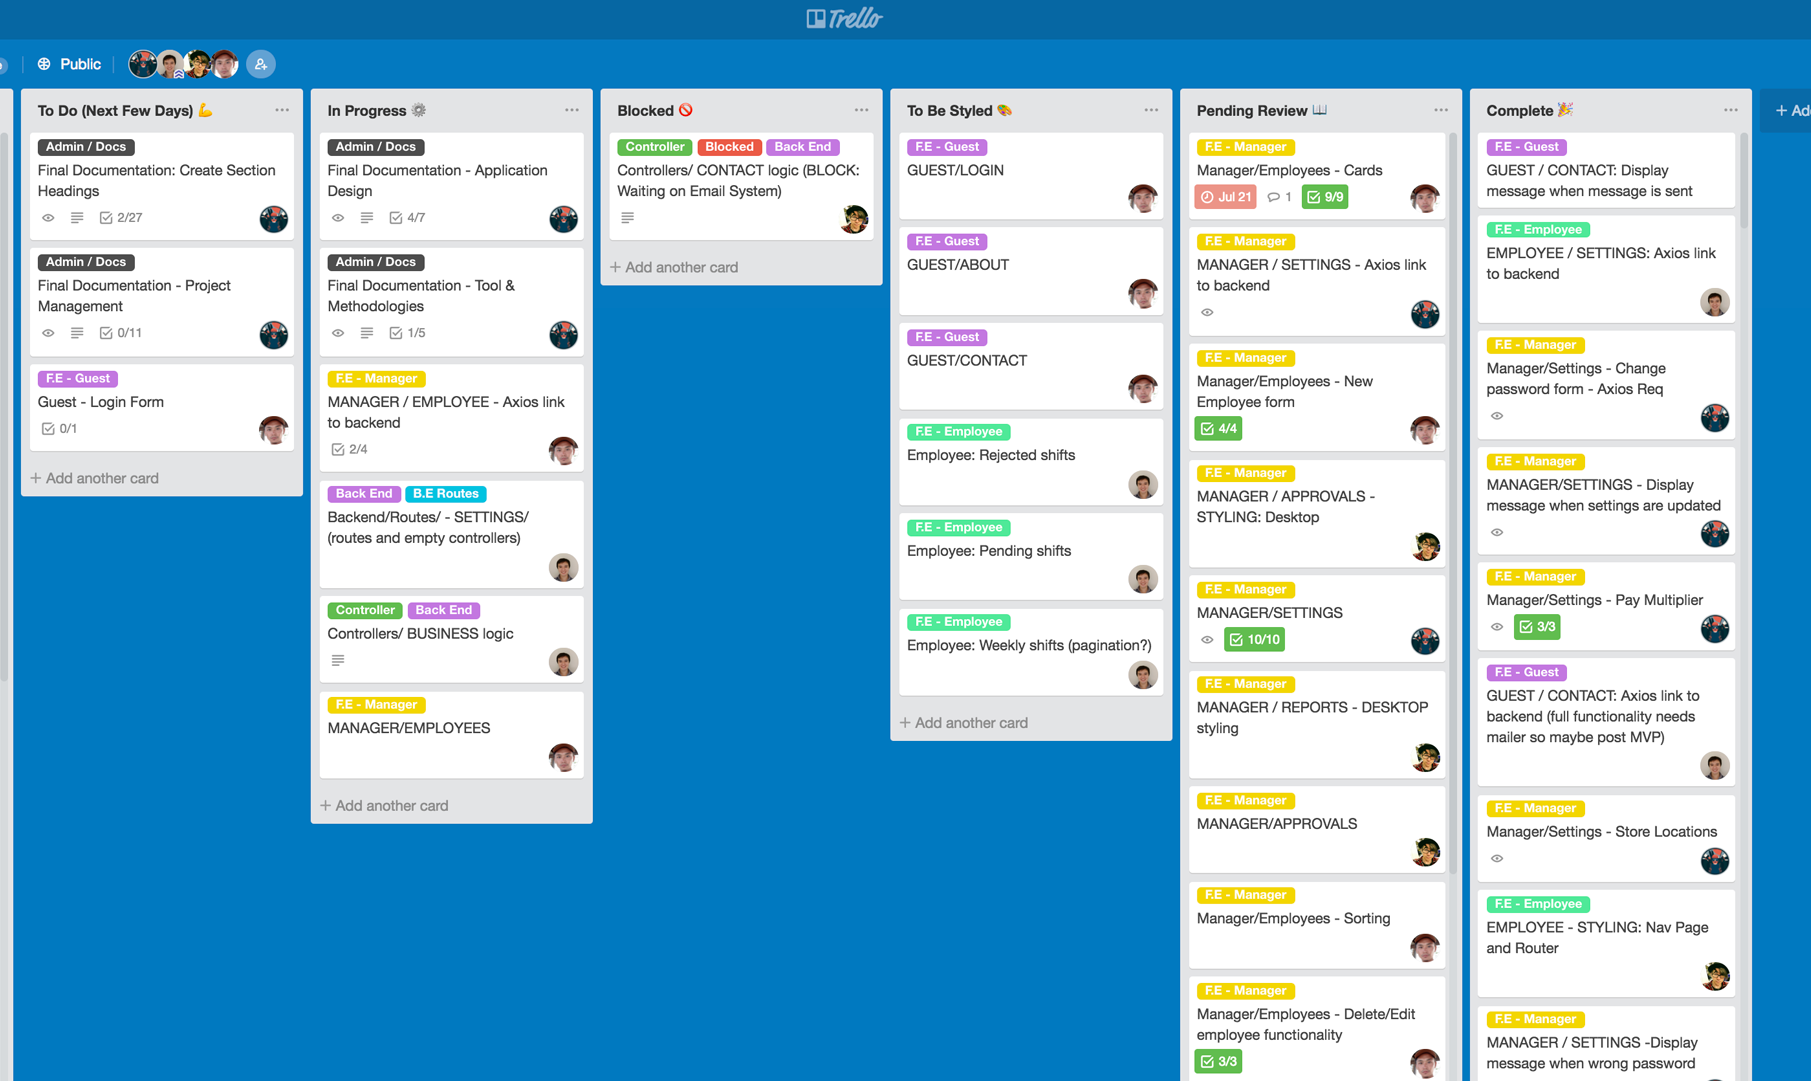 Trello
Public
To Do (Next Few Days)
Admin / Docs
Final Documentation: Create Section
Headings
2/27
Admin / Docs
Final Documentation - Project
Management
0/11
F.E - Guest
Guest - Login Form
0/1
+ Add another card
In Progress
Admin / Docs
Final Documentation - Application
Design
4/7
Admin / Docs
Final Documentation - Tool &
Methodologies
1/5
F.E - Manager
MANAGER / EMPLOYEE - Axios link
to backend
2/4
Back End B.E Routes
Backend/Routes/ - SETTINGS/
(routes and empty controllers)
Controller Back End
Controllers/ BUSINESS logic
F.E - Manager
MANAGER/EMPLOYEES
+ Add another card
Blocked
Controller Blocked Back End
Controllers/ CONTACT logic (BLOCK:
Waiting on Email System)
+ Add another card
To Be Styled
F.E - Guest
GUEST/LOGIN
F.E - Guest
GUEST/ABOUT
F.E - Guest
GUEST/CONTACT
F.E - Employee
Employee: Rejected shifts
F.E - Employee
Employee: Pending shifts
F.E - Employee
Employee: Weekly shifts (pagination?)
+ Add another card
Pending Review
F.E - Manager
Manager/Employees - Cards
Jul 21 1 9/9
F.E - Manager
MANAGER / SETTINGS - Axios link
to backend
F.E - Manager
Manager/Employees - New
Employee form
4/4
F.E - Manager
MANAGER / APPROVALS -
STYLING: Desktop
F.E - Manager
MANAGER/SETTINGS
10/10
F.E - Manager
MANAGER / REPORTS - DESKTOP
styling
F.E - Manager
MANAGER/APPROVALS
F.E - Manager
Manager/Employees - Sorting
F.E - Manager
Manager/Employees - Delete/Edit
employee functionality
3/3
Complete
F.E - Guest
GUEST / CONTACT: Display
message when message is sent
F.E - Employee
EMPLOYEE / SETTINGS: Axios link
to backend
F.E - Manager
Manager/Settings - Change
password form - Axios Req
F.E - Manager
MANAGER/SETTINGS - Display
message when settings are updated
F.E - Manager
Manager/Settings - Pay Multiplier
3/3
F.E - Guest
GUEST / CONTACT: Axios link to
backend (full functionality needs
mailer so maybe post MVP)
F.E - Manager
Manager/Settings - Store Locations
F.E - Employee
EMPLOYEE - STYLING: Nav Page
and Router
F.E - Manager
MANAGER / SETTINGS -Display
message when wrong password
+ Add